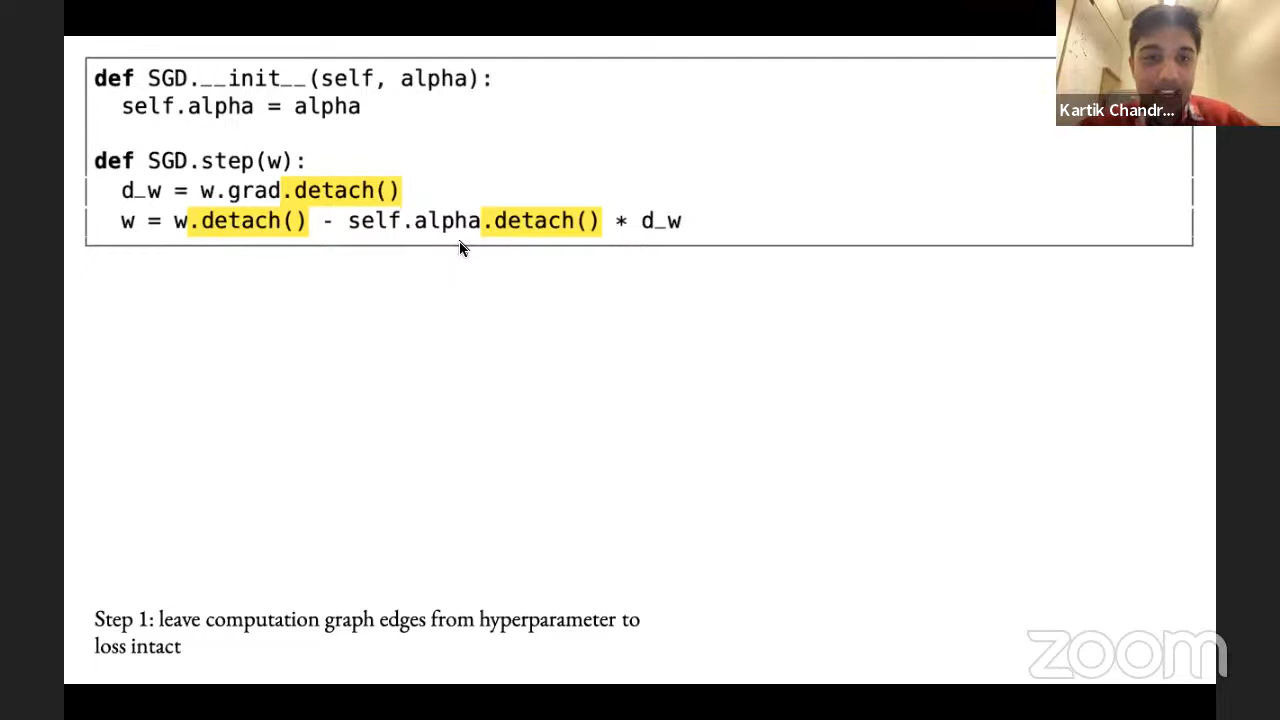 def SGD.__init__(self, alpha):
self.alpha = alpha
def SGD.step(w):
d_w = w.grad.detach()
w = w.detach() - self.alpha.detach() * d_w
Kartik Chandr...
Step 1: leave computation graph edges from hyperparameter to
loss intact
zoom